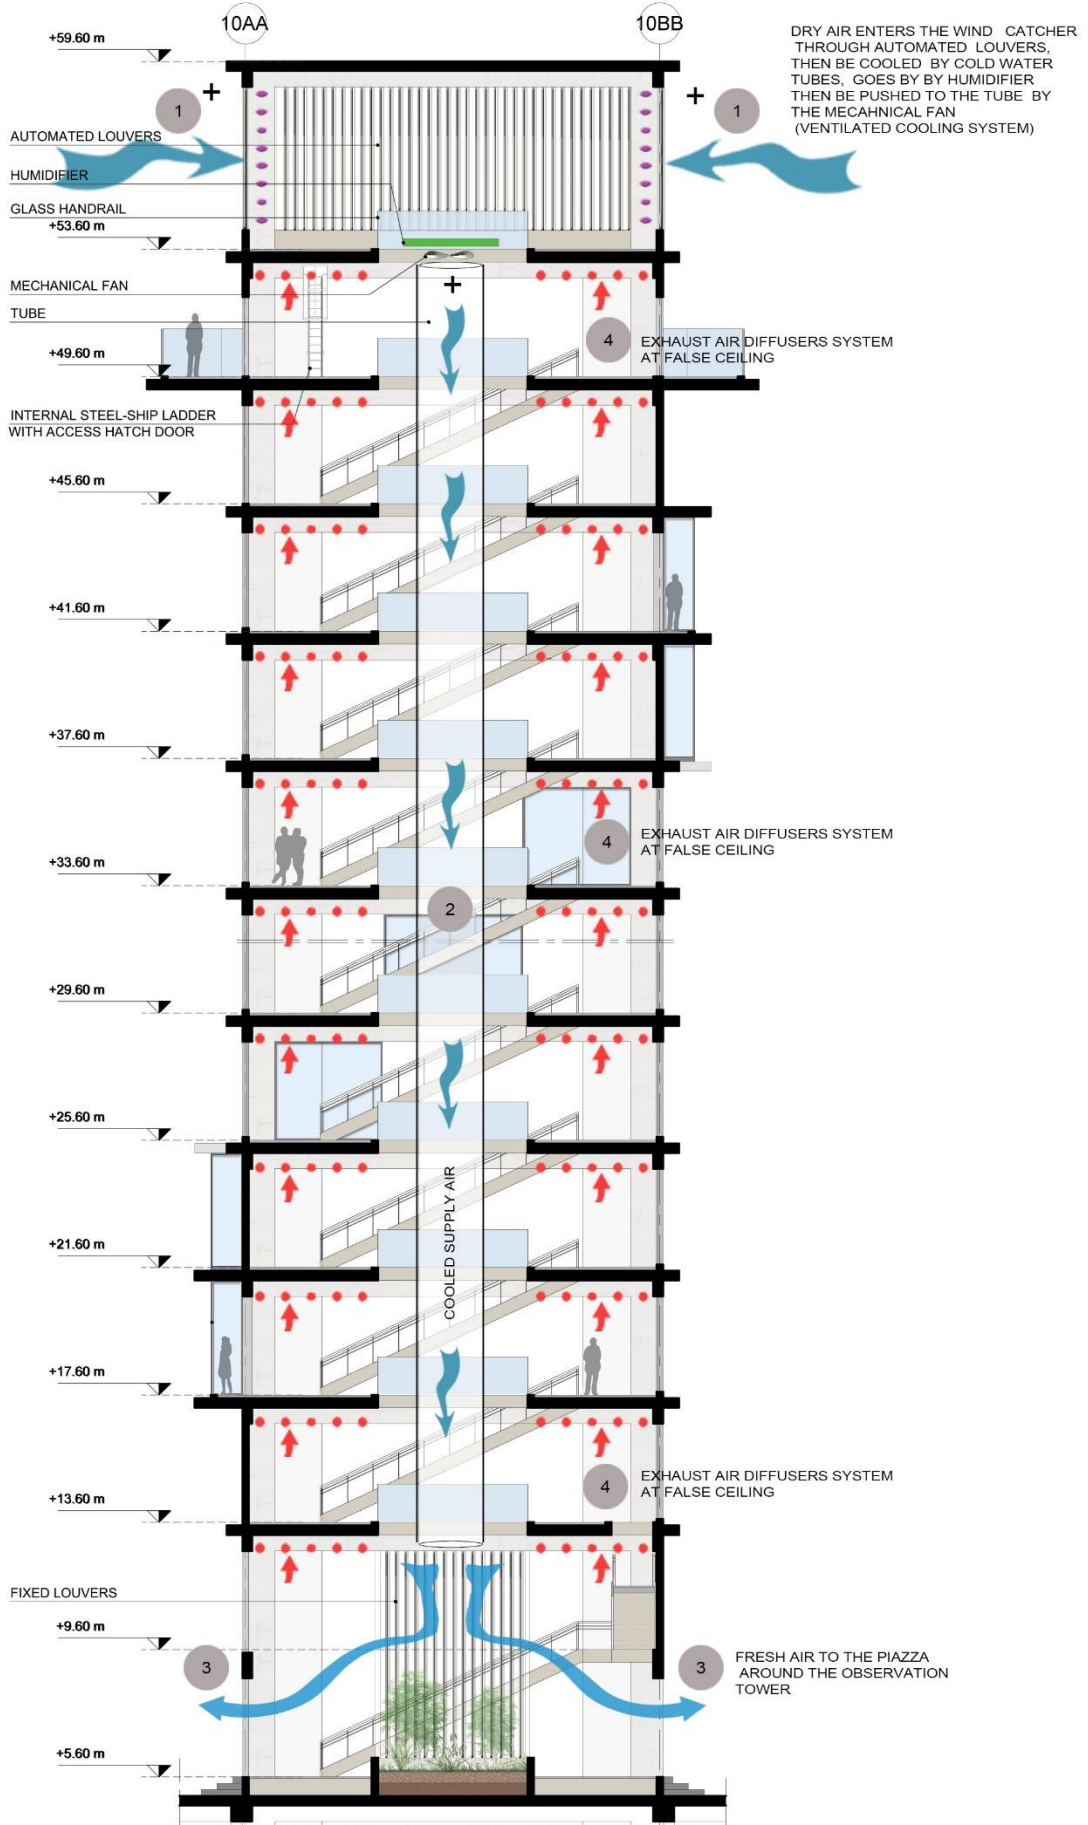 10AA
10BB
+59.60 m
DRY AIR ENTERS THE WIND CATCHER
THROUGH AUTOMATED LOUVERS,
THEN BE COOLED BY COLD WATER
TUBES, GOES BY BY HUMIDIFIER
THEN BE PUSHED TO THE TUBE BY
THE MECAHNICAL FAN
(VENTILATED COOLING SYSTEM)
+
1
+
1
AUTOMATED LOUVERS
HUMIDIFIER
GLASS HANDRAIL
+53.60 m
MECHANICAL FAN
+
TUBE
4
EXHAUST AIR DIFFUSERS SYSTEM
AT FALSE CEILING
+49.60 m
INTERNAL STEEL-SHIP LADDER
WITH ACCESS HATCH DOOR
+45.60 m
+41.60 m
+37.60 m
4
EXHAUST AIR DIFFUSERS SYSTEM
AT FALSE CEILING
+33.60 m
2
+29.60 m
+25.60 m
COOLED SUPPLY AIR
+21.60 m
+17.60 m
4
EXHAUST AIR DIFFUSERS SYSTEM
AT FALSE CEILING
+13.60 m
FIXED LOUVERS
+9.60 m
3
3
FRESH AIR TO THE PIAZZA
AROUND THE OBSERVATION
TOWER
+5.60 m